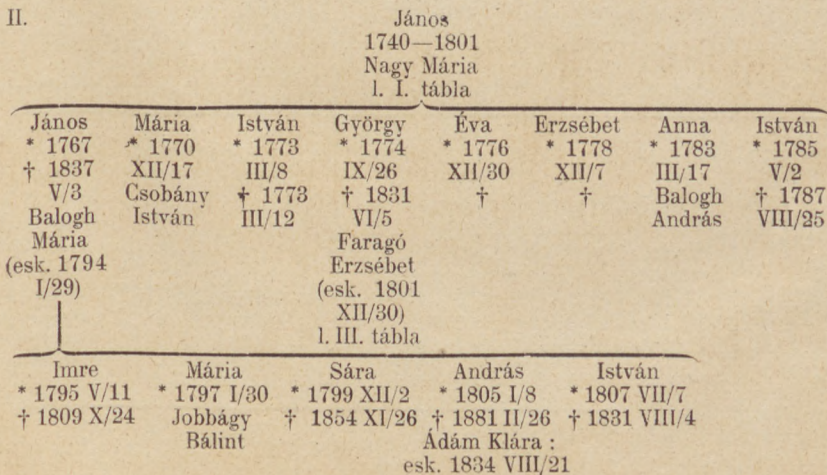 II.
János
1740—1801
Nagy Mária
l. I. tábla
János Mária István György Éva Erzsébet Anna István
* 1767 * 1770 * 1773 * 1774 * 1776 * 1778 * 1783 * 1785
† 1837 XII/17 III/8 IX/26 XII/30 XII/7 III/17 V/2
V/3 Csobány † 1773 † 1831 † † Balogh † 1787
Balogh István III/12 VI/5 András VIII/25
Mária Faragó
(esk. 1794 Erzsébet
I/29) (esk. 1801
XII/30)
l. III. tábla
Imre Mária Sára András István
* 1795 V/11 * 1797 I/30 * 1799 XII/2 * 1805 I/8 * 1807 VII/7
† 1809 X/24 Jobbágy † 1854 XI/26 † 1881 II/26 † 1831 VIII/4
Bálint Ádám Klára :
esk. 1834 VIII/21